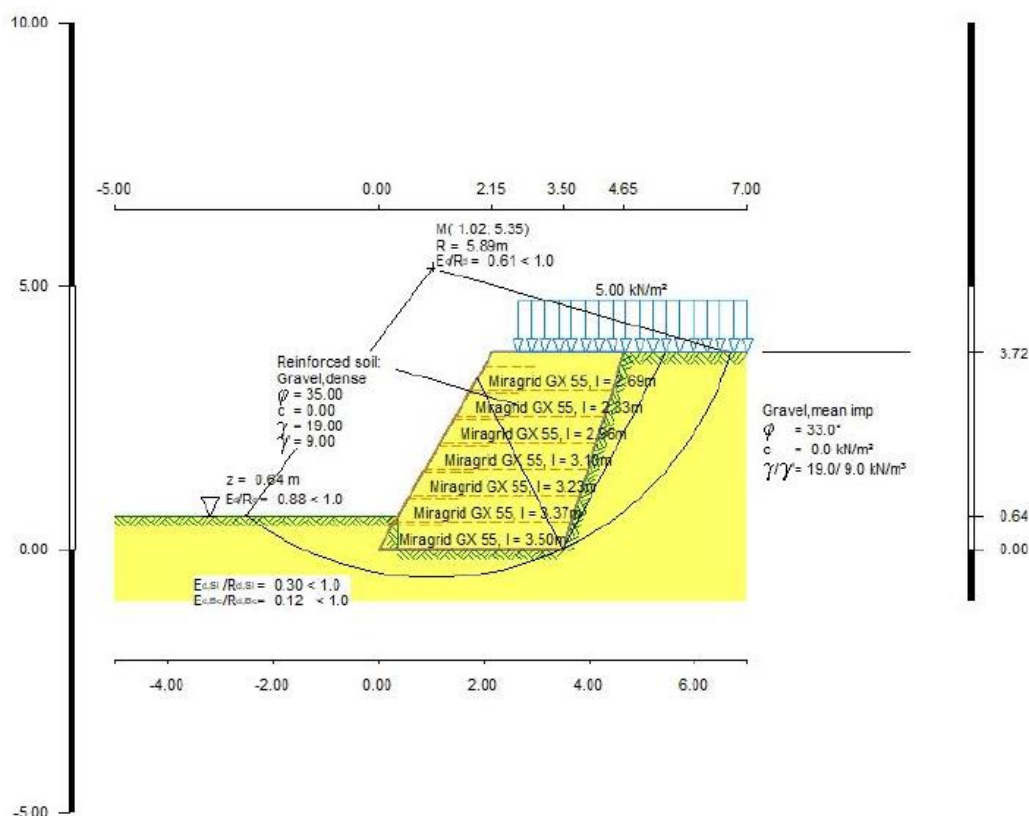 10.00
-5.00 0.00 2.15 3.50 4.65 7.00
M( 1.02, 5.35)
R = 5.89m
Ed/Rd = 0.61 < 1.0
5.00
5.00 kN/m²
Reinforced soil:
Gravel,dense
φ = 35.00
c = 0.00
γ = 19.00
γ' = 9.00
3.72
Miragrid GX 55, l = 2.69m
Miragrid GX 55, l =
Miragrid GX 55, l =
Miragrid GX 55, l =
Miragrid GX 55, l = 3.23m
Miragrid GX 55, l = 3.37m
Miragrid GX 55, l = 3.50m
Gravel,mean imp
φ = 33.0°
c = 0.0 kN/m²
γ/γ' = 19.0/ 9.0 kN/m³
z = 0.64 m
Ed/Rd = 0.88 < 1.0
0.64
0.00
0.00
Ed,Sl/Rd,Sl = 0.30 < 1.0
Ed,Bc/Rd,Bc = 0.12 < 1.0
-4.00 -2.00 0.00 2.00 4.00 6.00
-5.00